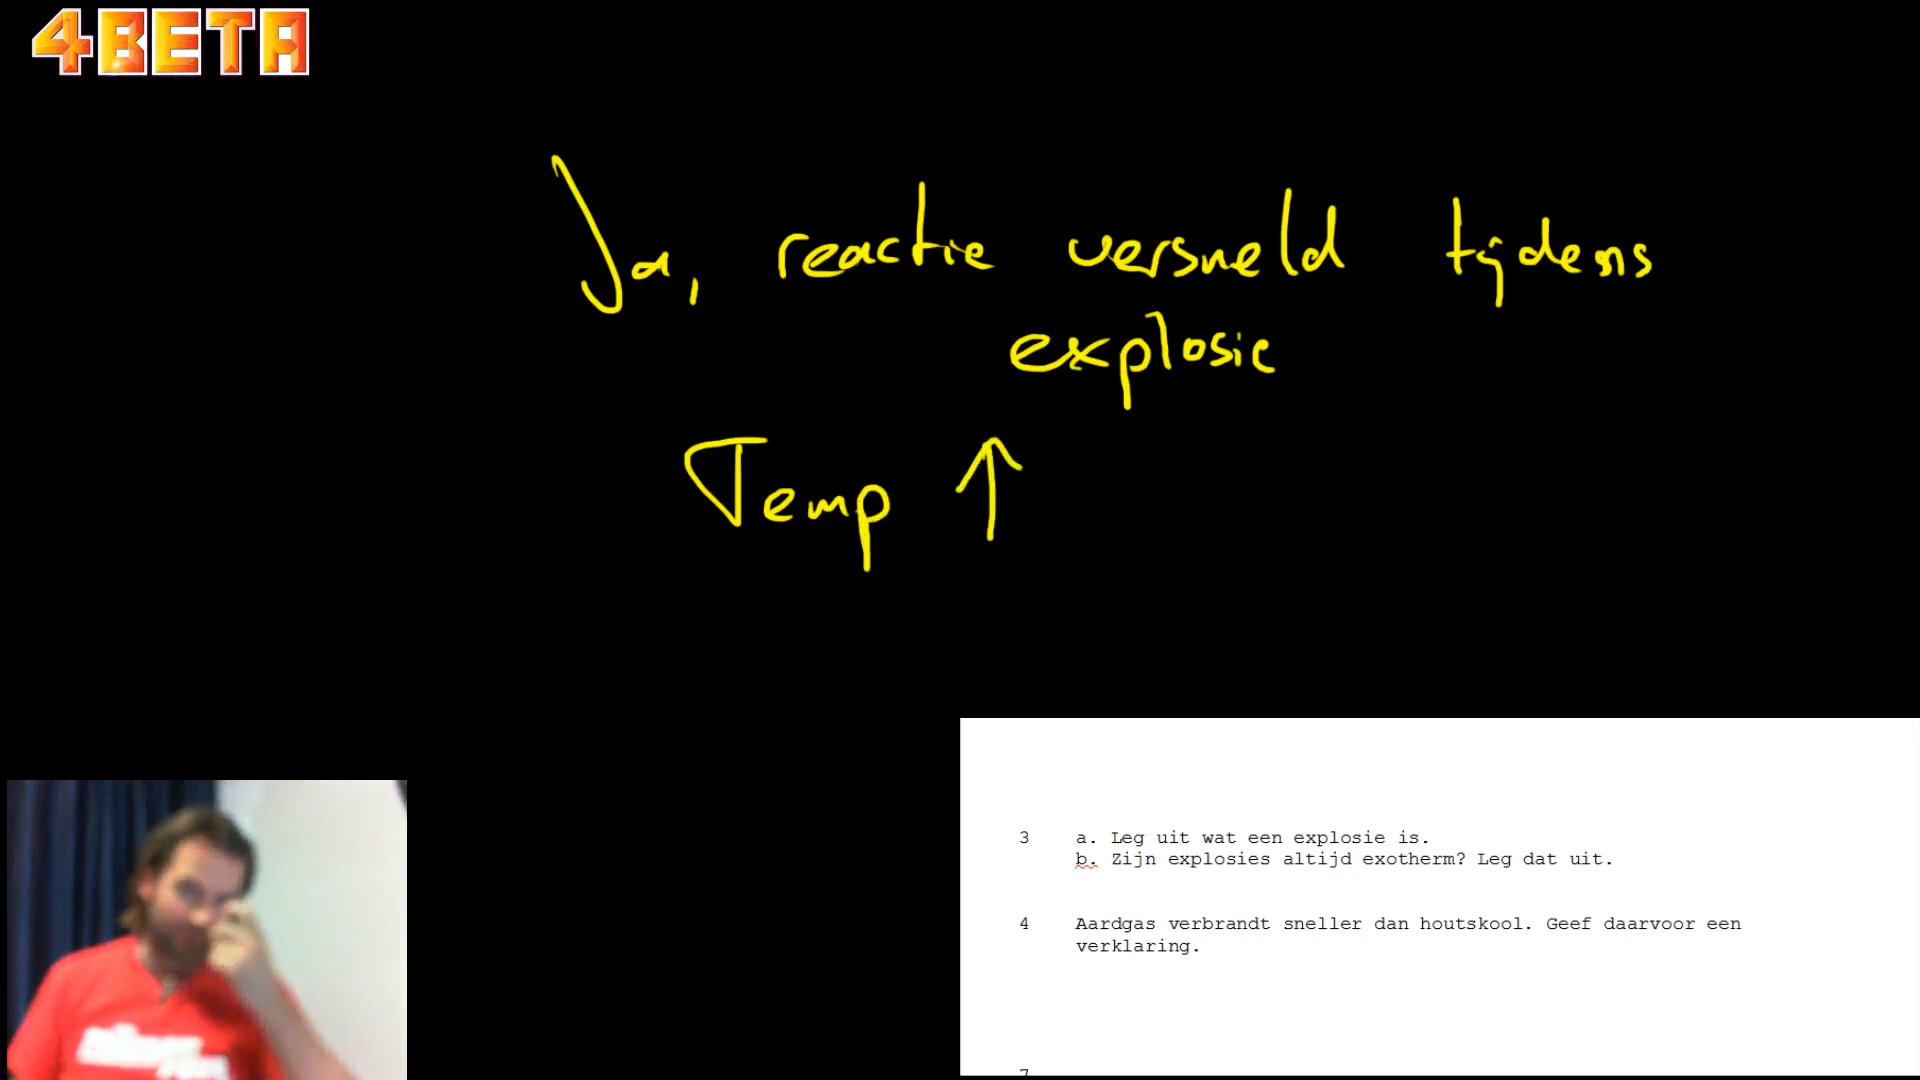 4BETA
Ja, reactie versneld tijdens
explosie
Temp ↑
3 a. Leg uit wat een explosie is.
b. Zijn explosies altijd exotherm? Leg dat uit.
4 Aardgas verbrandt sneller dan houtskool. Geef daarvoor een
verklaring.